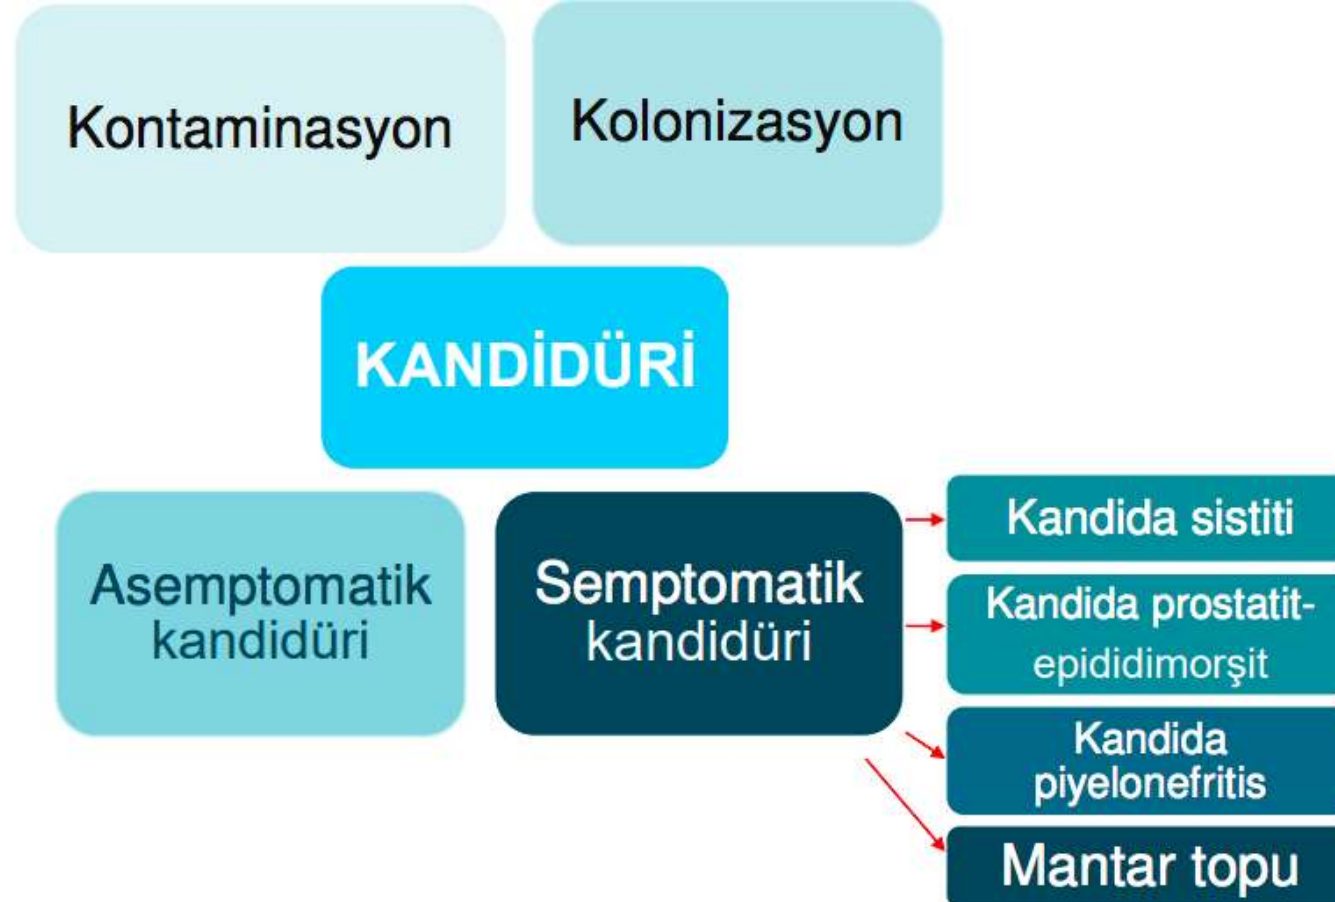 Kontaminasyon
Kolonizasyon
KANDİDÜRİ
Asemptomatik
kandidüri
Semptomatik
kandidüri
Kandida sistiti
Kandida prostatit-
epididimorşit
Kandida
piyelonefritis
Mantar topu